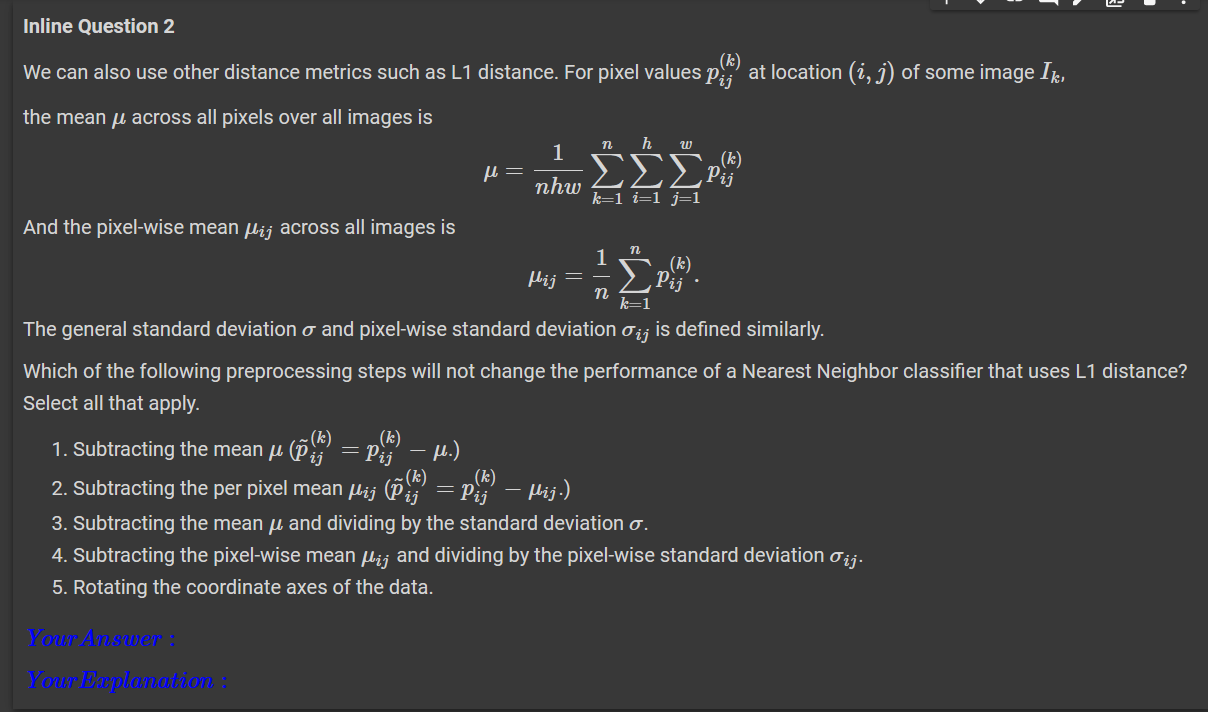 Inline Question 2
We can also use other distance metrics such as L1 distance. For pixel values $p_{ij}^{(k)}$ at location $(i, j)$ of some image $I_k$,
the mean $\mu$ across all pixels over all images is
$$\mu = \frac{1}{nhw} \sum_{k=1}^{n} \sum_{i=1}^{h} \sum_{j=1}^{w} p_{ij}^{(k)}$$
And the pixel-wise mean $\mu_{ij}$ across all images is
$$\mu_{ij} = \frac{1}{n} \sum_{k=1}^{n} p_{ij}^{(k)}.$$
The general standard deviation $\sigma$ and pixel-wise standard deviation $\sigma_{ij}$ is defined similarly.
Which of the following preprocessing steps will not change the performance of a Nearest Neighbor classifier that uses L1 distance?
Select all that apply.
1. Subtracting the mean $\mu$ ($\tilde{p}_{ij}^{(k)} = p_{ij}^{(k)} - \mu$.)
2. Subtracting the per pixel mean $\mu_{ij}$ ($\tilde{p}_{ij}^{(k)} = p_{ij}^{(k)} - \mu_{ij}$.)
3. Subtracting the mean $\mu$ and dividing by the standard deviation $\sigma$.
4. Subtracting the pixel-wise mean $\mu_{ij}$ and dividing by the pixel-wise standard deviation $\sigma_{ij}$.
5. Rotating the coordinate axes of the data.
YourAnswer :
YourExplanation :